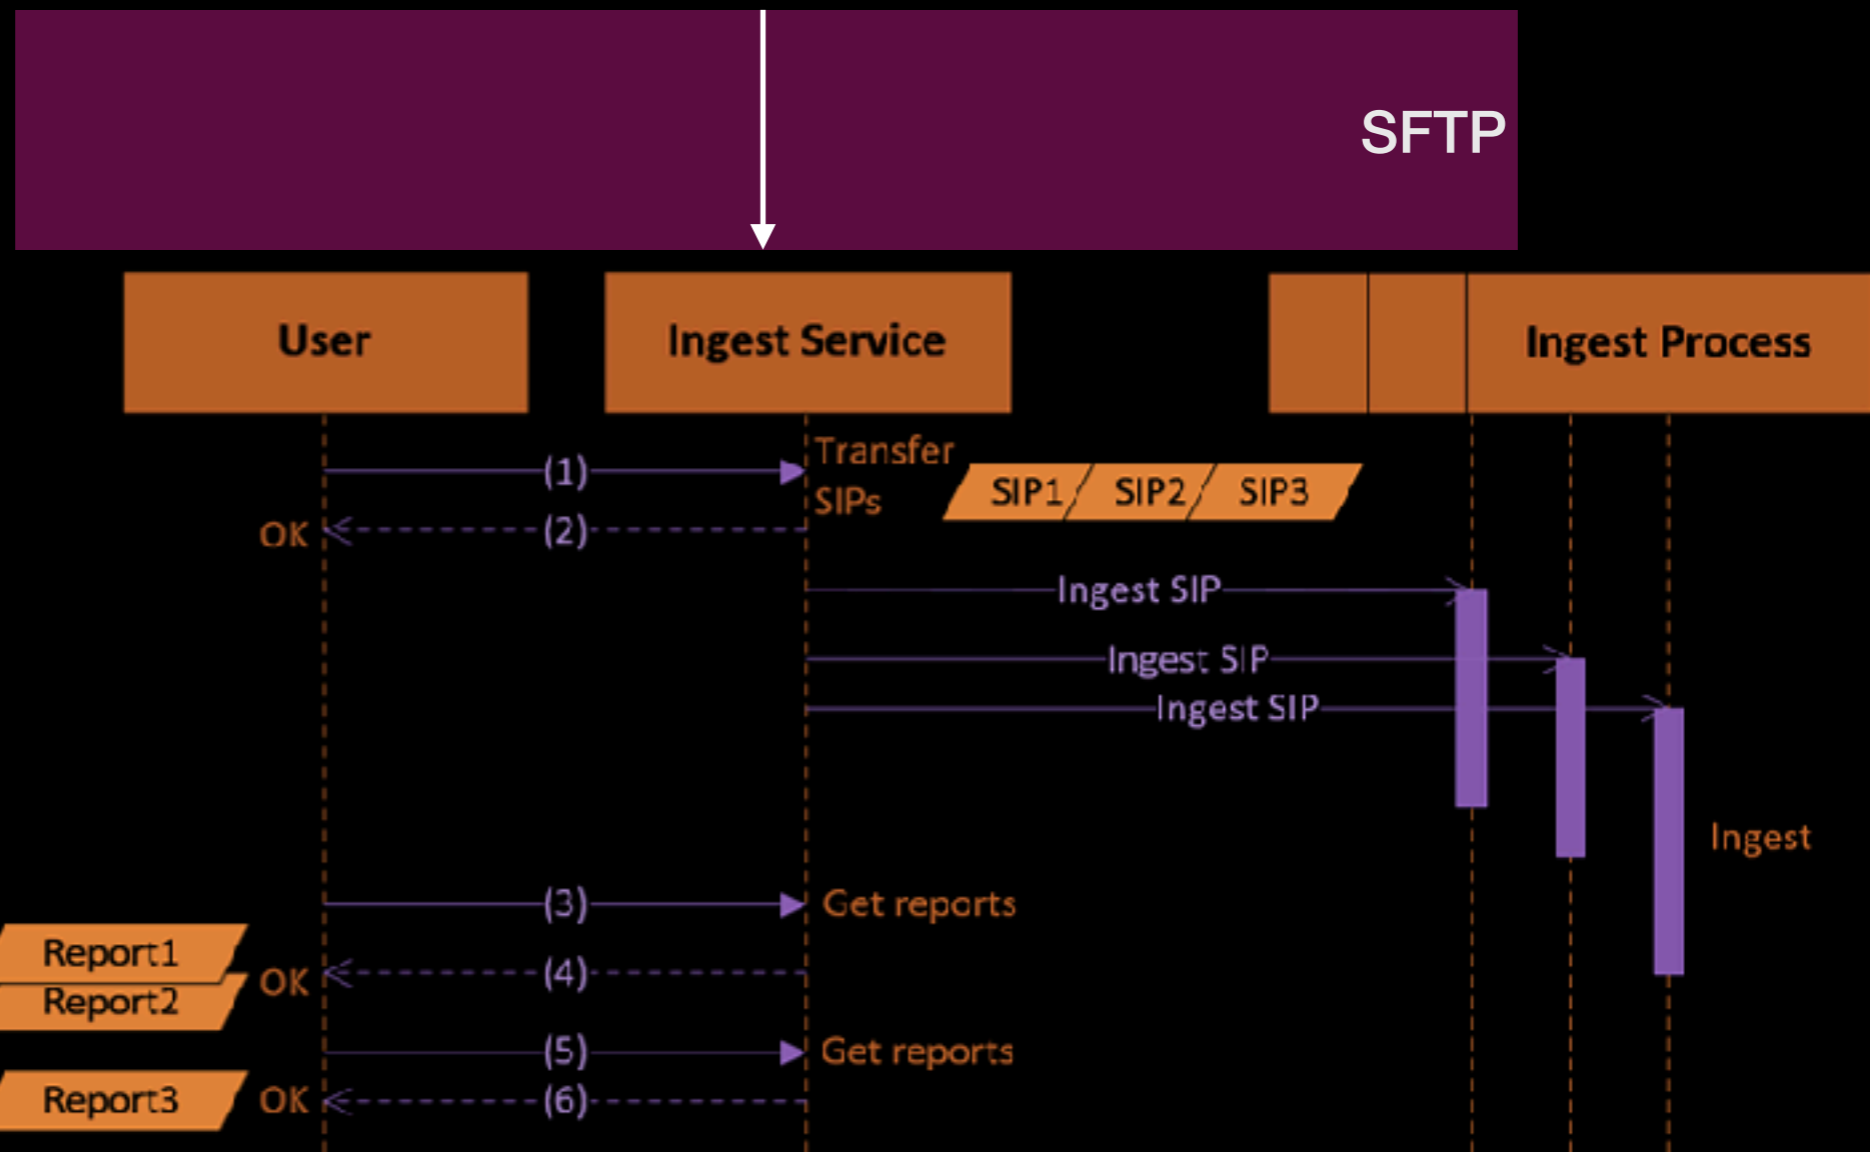 SFTP
User
Ingest Service
Ingest Process
(1)
Transfer
SIPs
SIP1
SIP2
SIP3
OK
(2)
Ingest SIP
Ingest SIP
Ingest SIP
Ingest
(3)
Get reports
Report1
Report2
OK
(4)
(5)
Get reports
Report3
OK
(6)